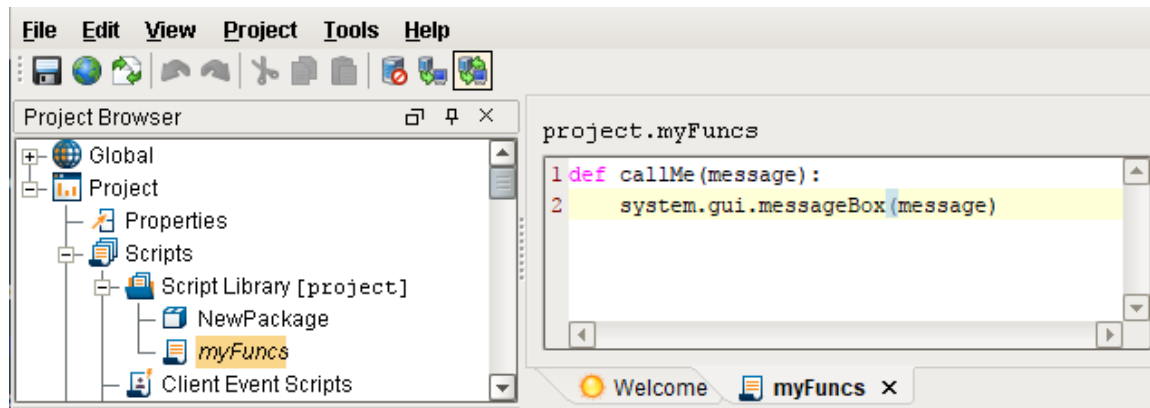 File Edit View Project Tools Help
Project Browser
Global
Project
Properties
Scripts
Script Library [project]
NewPackage
myFuncs
Client Event Scripts
project.myFuncs
1 def callMe(message):
2 system.gui.messageBox(message)
Welcome myFuncs ×